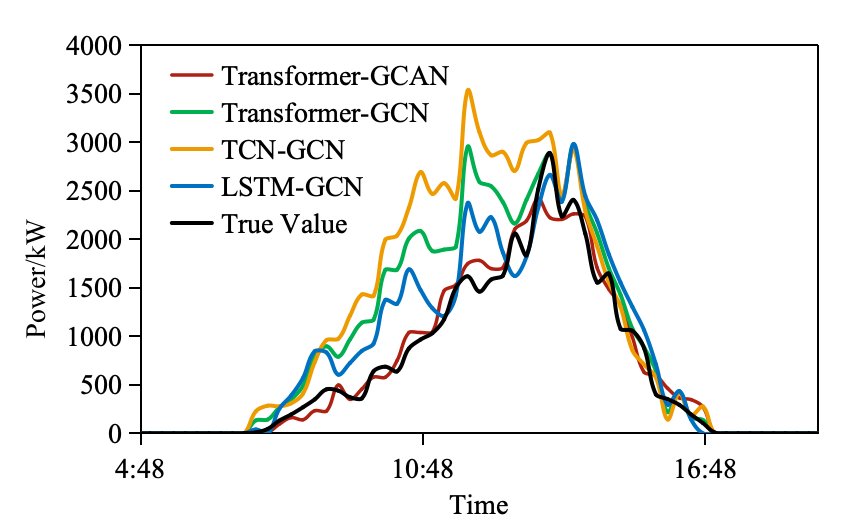 4000
3500
3000
2500
2000
1500
1000
500
0
Power/kW
Transformer-GCAN
Transformer-GCN
TCN-GCN
LSTM-GCN
True Value
4:48
10:48
16:48
Time